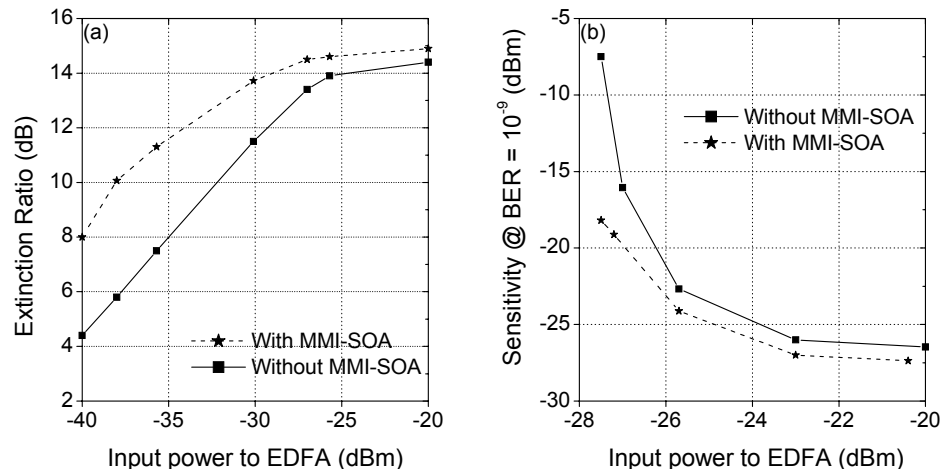 (a)
Extinction Ratio (dB)
16
14
12
10
8
6
4
2
With MMI-SOA
Without MMI-SOA
-40
-35
-30
-25
-20
Input power to EDFA (dBm)
(b)
Sensitivity @ BER = 10⁻⁹ (dBm)
-5
-10
-15
-20
-25
-30
Without MMI-SOA
With MMI-SOA
-28
-26
-24
-22
-20
Input power to EDFA (dBm)